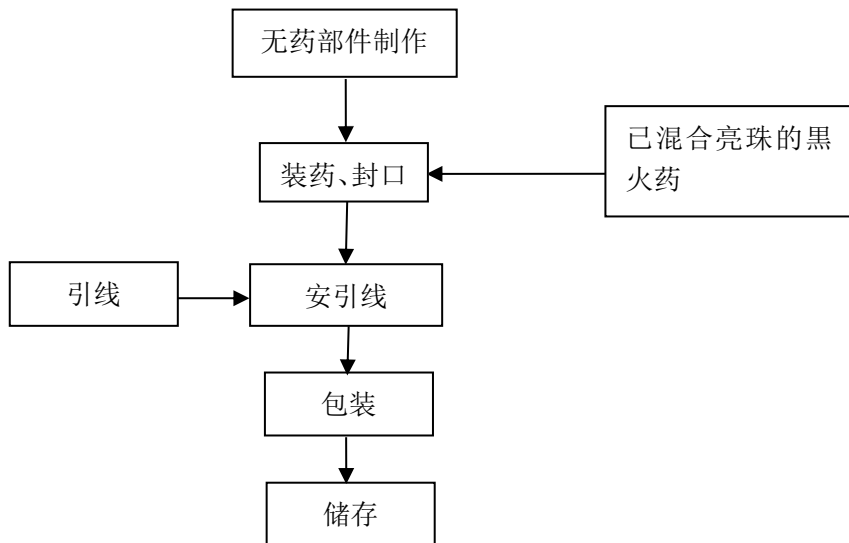 无药部件制作
已混合亮珠的黑
火药
装药、封口
引线
安引线
包装
储存